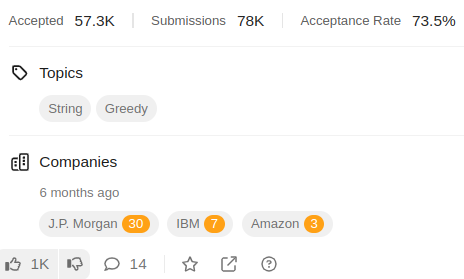 Accepted 57.3K Submissions 78K Acceptance Rate 73.5%
Topics
String Greedy
Companies
6 months ago
J.P. Morgan 30 IBM 7 Amazon 3
1K 14